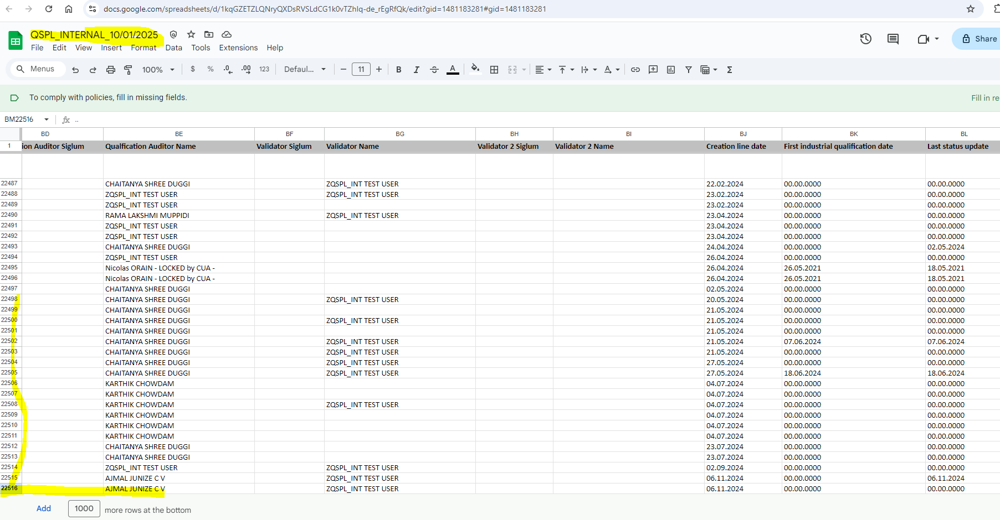 docs.google.com/spreadsheets/d/1kqGZETZLQNryQXDsRVSLdCG1k0vTZhIq-de_rEgRfQk/edit?gid=1481183281#gid=1481183281
QSPL_INTERNAL_10/01/2025
File Edit View Insert Format Data Tools Extensions Help
Share
Menus 100% $ % .0 .00 123 Defaul... − 11 + B I S A Σ
To comply with policies, fill in missing fields. Fill in re
BM22516 fx ..
BD BE BF BG BH BI BJ BK BL
1 ion Auditor Siglum Qualfication Auditor Name Validator Siglum Validator Name Validator 2 Siglum Validator 2 Name Creation line date First industrial qualification date Last status update
22487 CHAITANYA SHREE DUGGI ZQSPL_INT TEST USER 22.02.2024 00.00.0000 00.00.0000
22488 ZQSPL_INT TEST USER ZQSPL_INT TEST USER 23.02.2024 00.00.0000 00.00.0000
22489 ZQSPL_INT TEST USER 23.02.2024 00.00.0000 00.00.0000
22490 RAMA LAKSHMI MUPPIDI ZQSPL_INT TEST USER 23.04.2024 00.00.0000 00.00.0000
22491 ZQSPL_INT TEST USER 23.04.2024 00.00.0000 00.00.0000
22492 ZQSPL_INT TEST USER 23.04.2024 00.00.0000 00.00.0000
22493 CHAITANYA SHREE DUGGI 24.04.2024 00.00.0000 02.05.2024
22494 ZQSPL_INT TEST USER 26.04.2024 00.00.0000 00.00.0000
22495 Nicolas ORAIN - LOCKED by CUA - 26.04.2024 26.05.2021 18.05.2021
22496 Nicolas ORAIN - LOCKED by CUA - 26.04.2024 26.05.2021 18.05.2021
22497 CHAITANYA SHREE DUGGI 02.05.2024 00.00.0000 00.00.0000
22498 CHAITANYA SHREE DUGGI ZQSPL_INT TEST USER 20.05.2024 00.00.0000 00.00.0000
22499 CHAITANYA SHREE DUGGI 21.05.2024 00.00.0000 00.00.0000
22500 CHAITANYA SHREE DUGGI ZQSPL_INT TEST USER 21.05.2024 00.00.0000 00.00.0000
22501 CHAITANYA SHREE DUGGI 21.05.2024 00.00.0000 00.00.0000
22502 CHAITANYA SHREE DUGGI ZQSPL_INT TEST USER 21.05.2024 07.06.2024 07.06.2024
22503 CHAITANYA SHREE DUGGI ZQSPL_INT TEST USER 21.05.2024 00.00.0000 00.00.0000
22504 CHAITANYA SHREE DUGGI ZQSPL_INT TEST USER 27.05.2024 00.00.0000 00.00.0000
22505 CHAITANYA SHREE DUGGI ZQSPL_INT TEST USER 27.05.2024 18.06.2024 18.06.2024
22506 KARTHIK CHOWDAM 04.07.2024 00.00.0000 00.00.0000
22507 KARTHIK CHOWDAM 04.07.2024 00.00.0000 00.00.0000
22508 KARTHIK CHOWDAM ZQSPL_INT TEST USER 04.07.2024 00.00.0000 00.00.0000
22509 KARTHIK CHOWDAM 04.07.2024 00.00.0000 00.00.0000
22510 KARTHIK CHOWDAM 04.07.2024 00.00.0000 00.00.0000
22511 KARTHIK CHOWDAM 04.07.2024 00.00.0000 00.00.0000
22512 CHAITANYA SHREE DUGGI 23.07.2024 00.00.0000 00.00.0000
22513 CHAITANYA SHREE DUGGI 23.07.2024 00.00.0000 00.00.0000
22514 ZQSPL_INT TEST USER ZQSPL_INT TEST USER 02.09.2024 00.00.0000 00.00.0000
22515 AJMAL JUNIZE C V ZQSPL_INT TEST USER 06.11.2024 00.00.0000 06.11.2024
22516 AJMAL JUNIZE C V ZQSPL_INT TEST USER 06.11.2024 00.00.0000 00.00.0000
Add 1000 more rows at the bottom